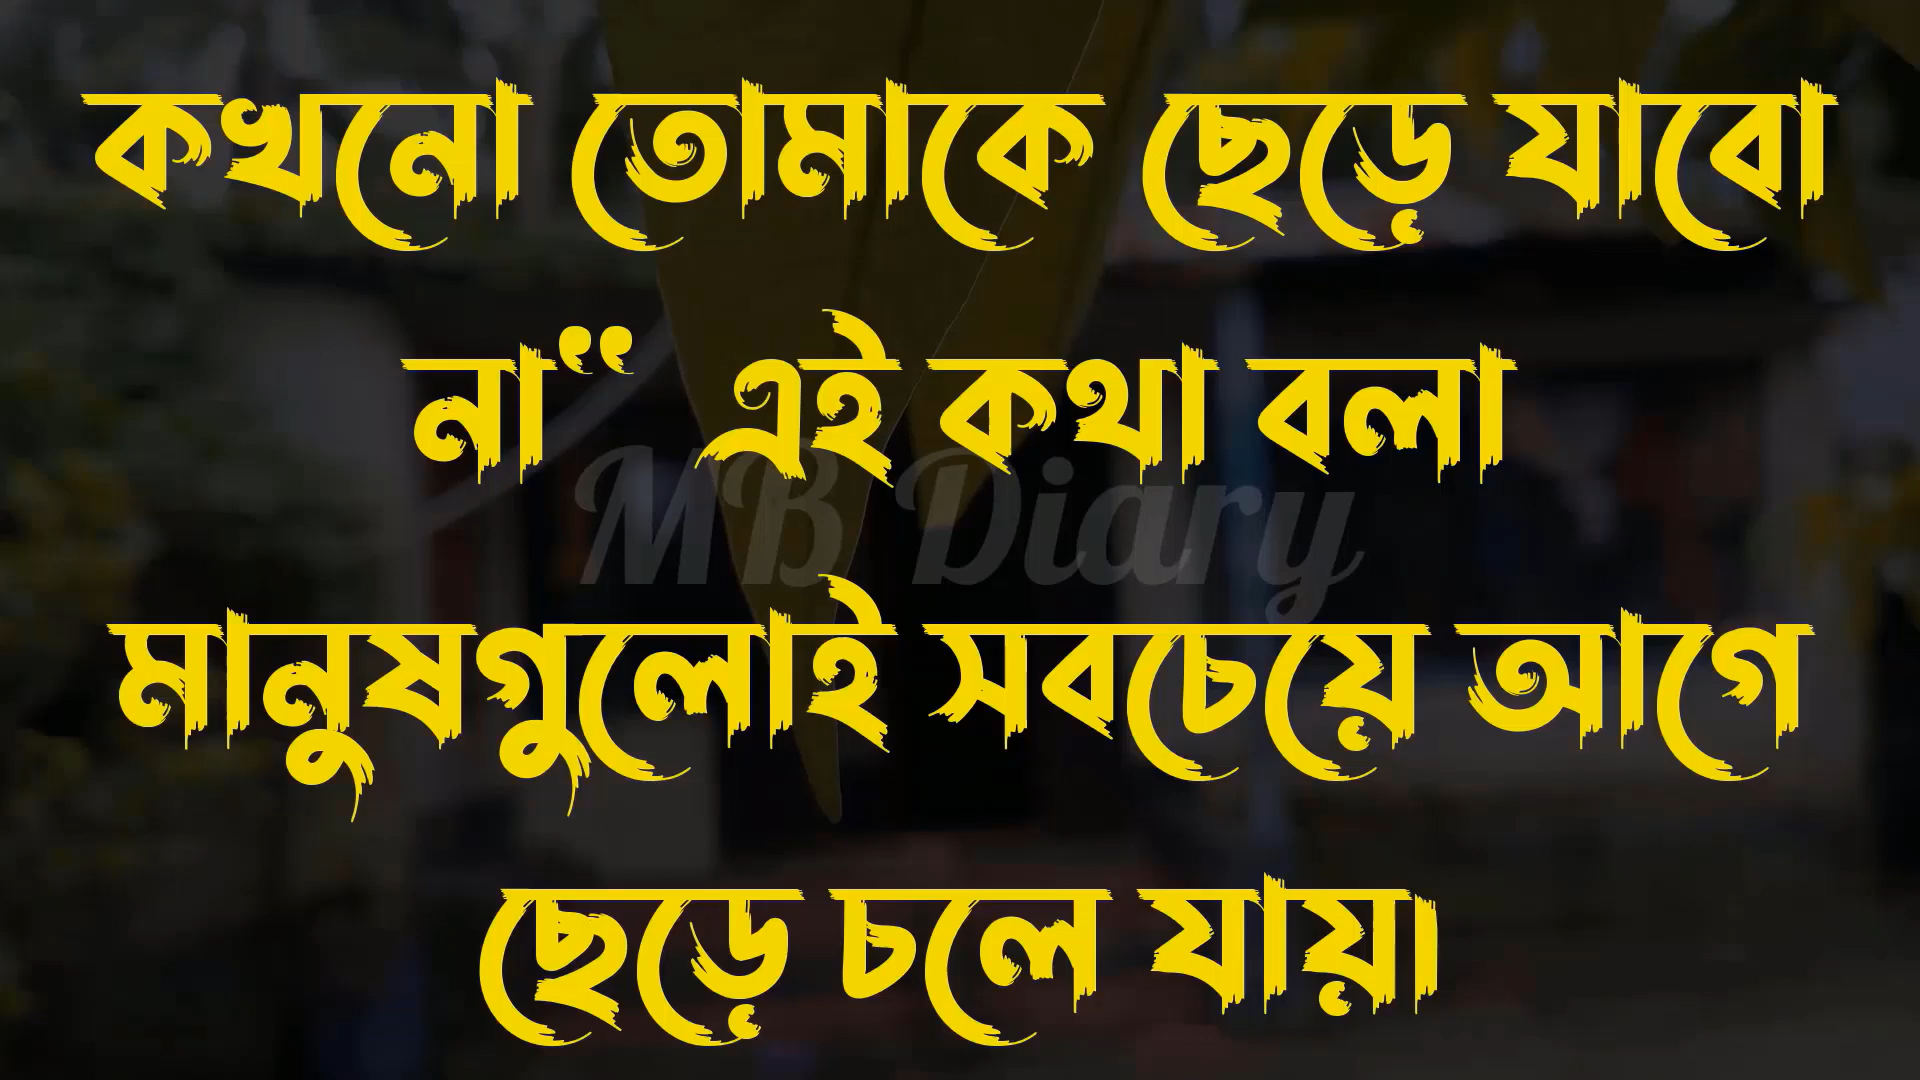 কখনো তোমাকে ছেড়ে যাবো
না“ এই কথা বলা
MB Diary
মানুষগুলোই সবচেয়ে আগে
ছেড়ে চলে যায়।